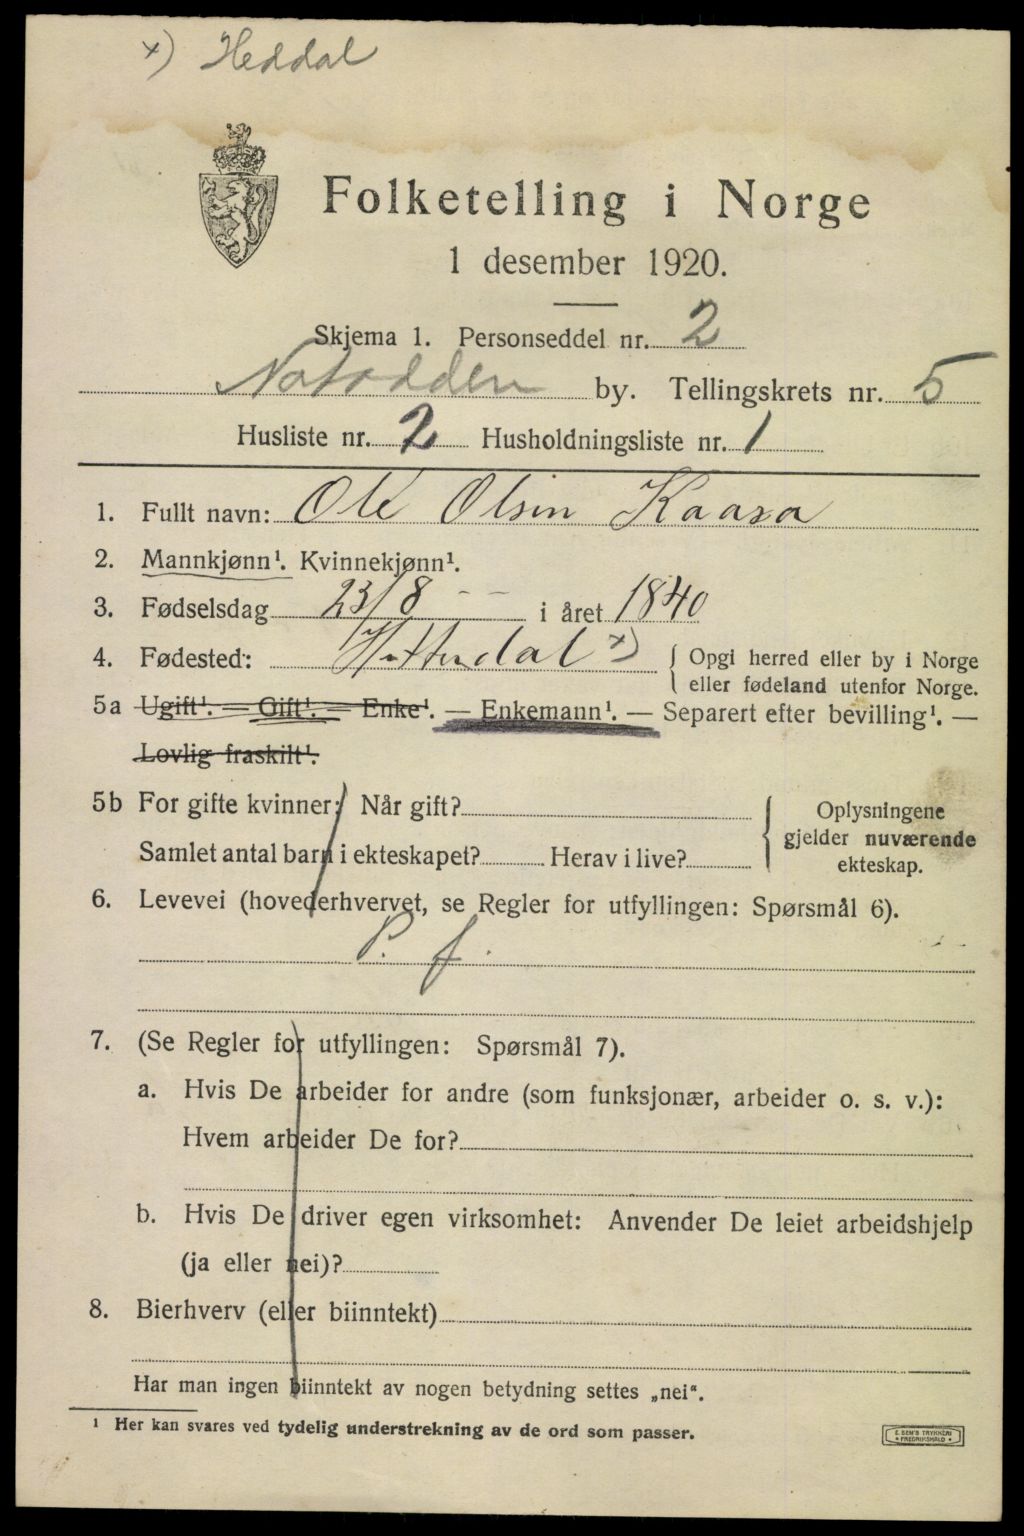 x) Heddal
Folketelling i Norge
1 desember 1920.
Skjema 1. Personseddel nr. 2
Notodden by. Tellingskrets nr. 5
Husliste nr. 2 Husholdningsliste nr. 1
1. Fullt navn: Ole Olsen Kaasa
2. Mannkjønn¹. Kvinnekjønn¹.
3. Fødselsdag 23/8 - - i året 1840
4. Fødested: Hitterdal x) { Opgi herred eller by i Norge
eller fødeland utenfor Norge.
5a Ugift¹. — Gift¹. — Enke¹. — Enkemann¹. — Separert efter bevilling¹. —
Lovlig fraskilt¹.
5b For gifte kvinner: Når gift?
Samlet antal barn i ekteskapet? Herav i live?
Oplysningene
gjelder nuværende
ekteskap.
6. Levevei (hovederhvervet, se Regler for utfyllingen: Spørsmål 6).
P. f.
7. (Se Regler for utfyllingen: Spørsmål 7).
a. Hvis De arbeider for andre (som funksjonær, arbeider o. s. v.):
Hvem arbeider De for?
b. Hvis De driver egen virksomhet: Anvender De leiet arbeidshjelp
(ja eller nei)?
8. Bierhverv (eller biinntekt)
Har man ingen biinntekt av nogen betydning settes „nei“.
¹ Her kan svares ved tydelig understrekning av de ord som passer.
E. SEM'S TRYKKERI
FREDRIKSHALD